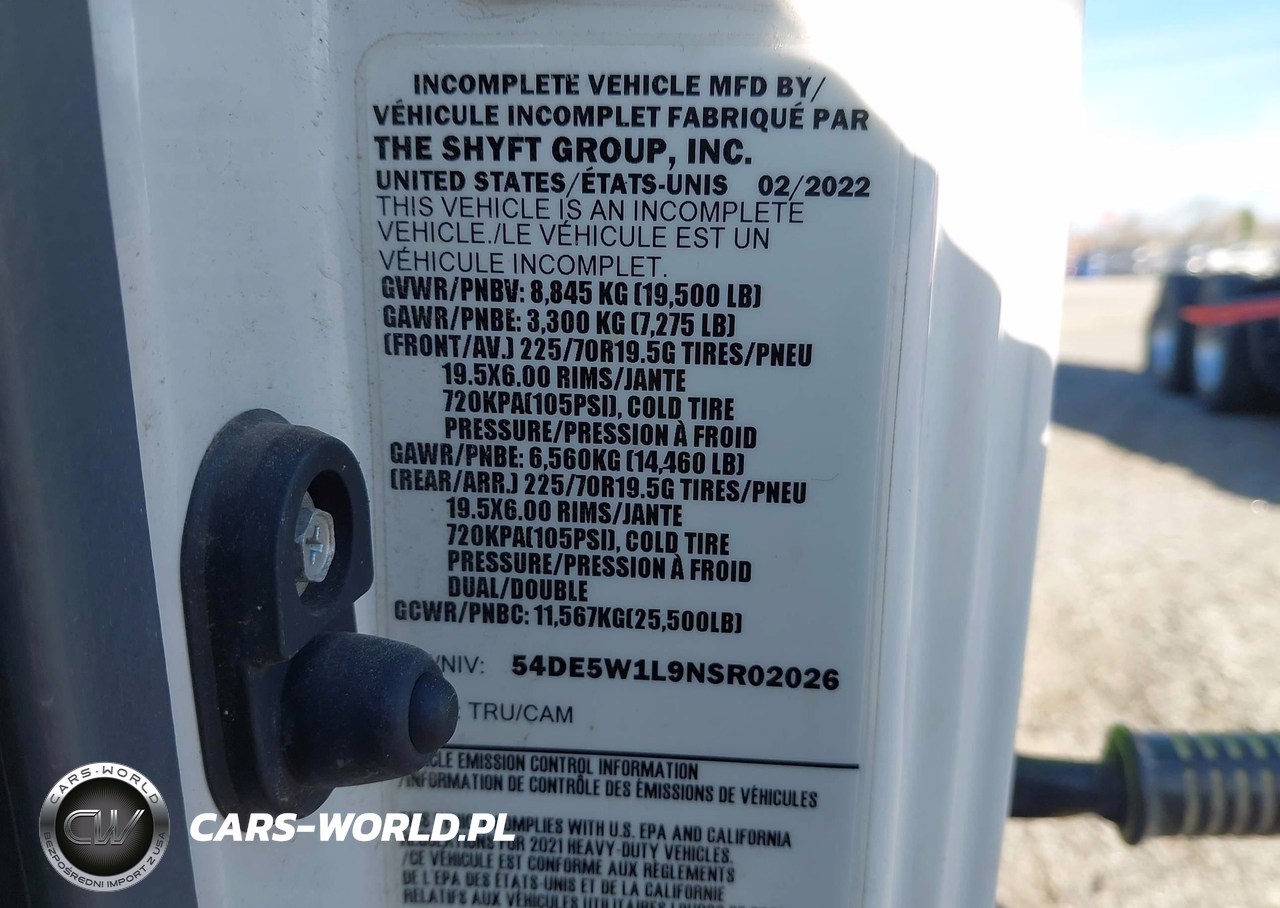 INCOMPLETE VEHICLE MFD BY/
VÉHICULE INCOMPLET FABRIQUÉ PAR
THE SHYFT GROUP, INC.
UNITED STATES/ÉTATS-UNIS 02/2022
THIS VEHICLE IS AN INCOMPLETE
VEHICLE./LE VÉHICULE EST UN
VÉHICULE INCOMPLET.
GVWR/PNBV: 8,845 KG (19,500 LB)
GAWR/PNBE: 3,300 KG (7,275 LB)
(FRONT/AV.) 225/70R19.5G TIRES/PNEU
19.5X6.00 RIMS/JANTE
720KPA(105PSI), COLD TIRE
PRESSURE/PRESSION À FROID
GAWR/PNBE: 6,560KG (14,460 LB)
(REAR/ARR.) 225/70R19.5G TIRES/PNEU
19.5X6.00 RIMS/JANTE
720KPA(105PSI), COLD TIRE
PRESSURE/PRESSION À FROID
DUAL/DOUBLE
GCWR/PNBC: 11,567KG(25,500LB)
/NIV: 54DE5W1L9NSR02026
TRU/CAM
EMISSION CONTROL INFORMATION
/INFORMATION DE CONTRÔLE DES ÉMISSIONS DE VÉHICULES
WITH U.S. EPA AND CALIFORNIA
FOR 2021 HEAVY-DUTY VEHICLES.
/CE VÉHICULE EST CONFORME AUX RÈGLEMENTS
DE L'EPA DES ÉTATS-UNIS ET DE LA CALIFORNIE
RELATIFS AUX VÉHICULES UTILITAIRES
CARS-WORLD
CW
BEZPOŚREDNI IMPORT Z USA
CARS-WORLD.PL